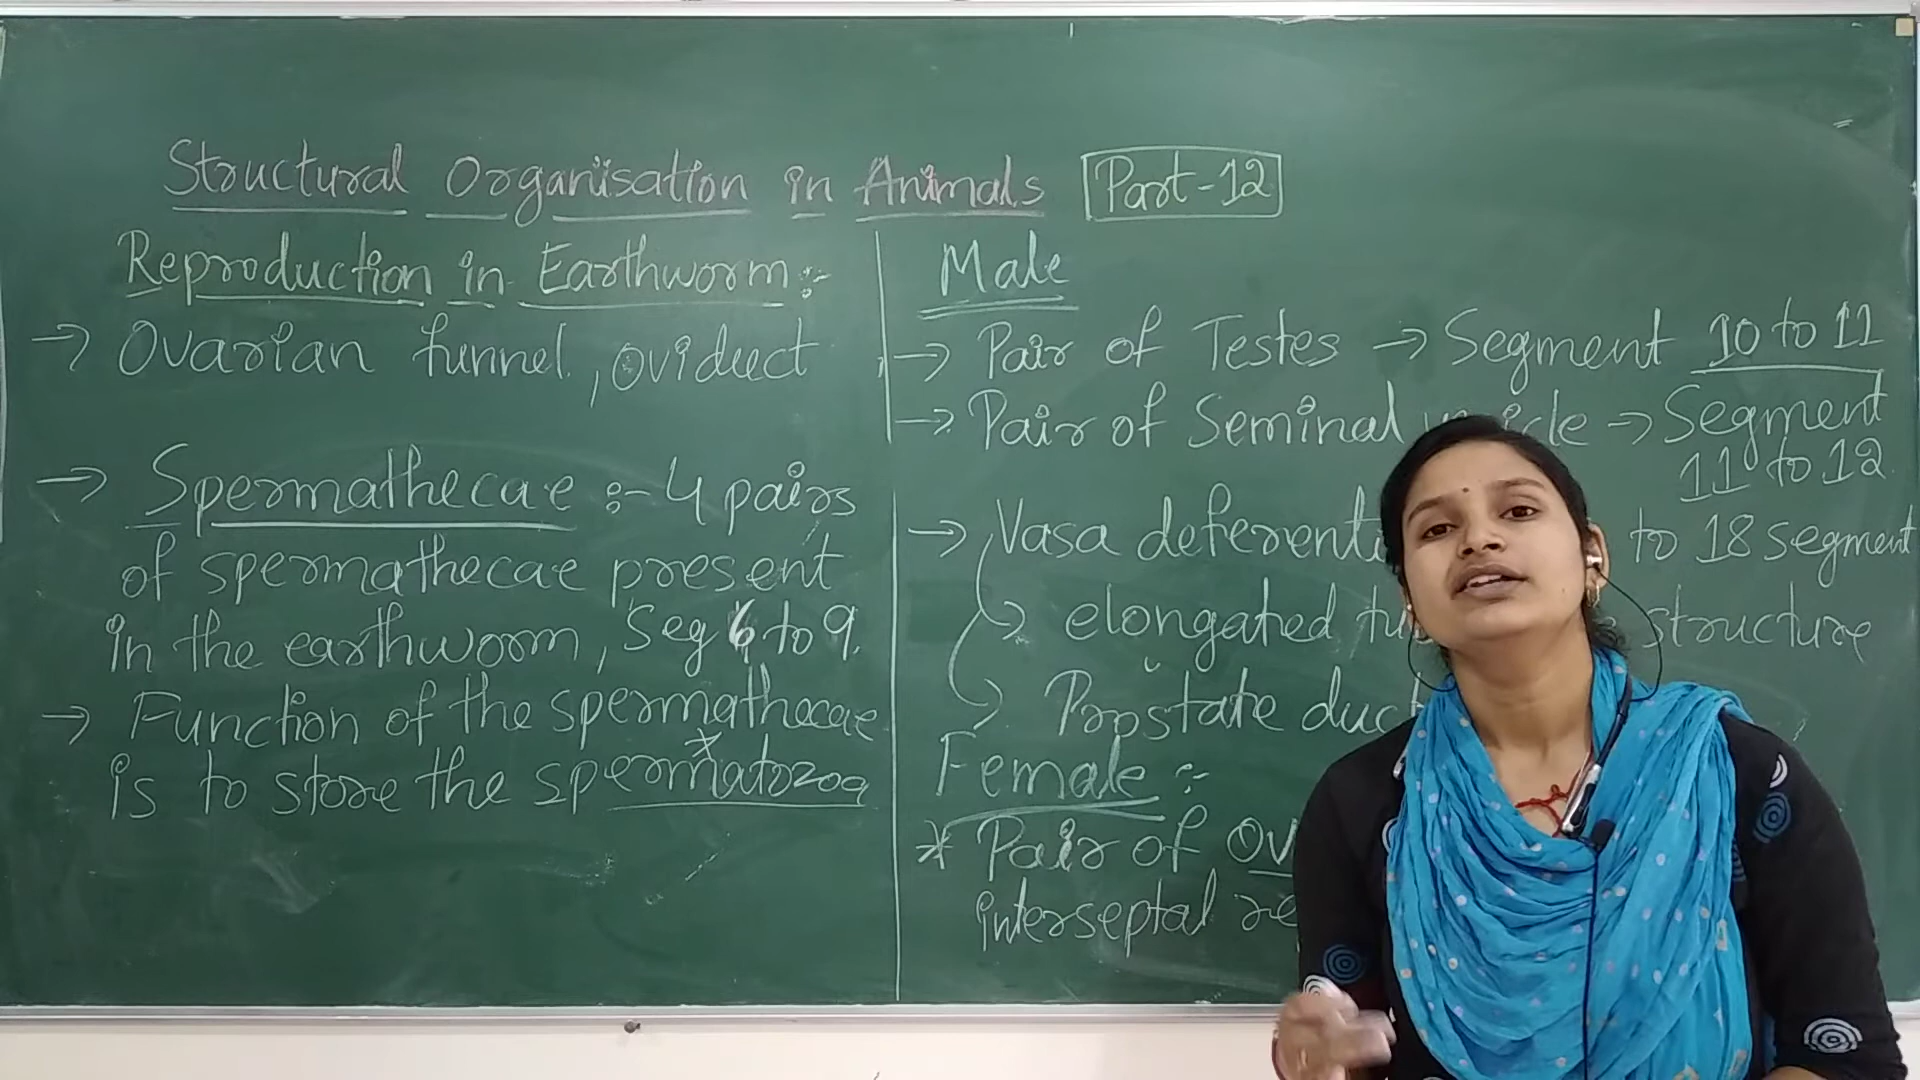 Structural Organisation in Animals Part-12
Reproduction in Earthworm :-
→ Ovarian funnel, oviduct
→ Spermathecae :- 4 pairs
of spermathecae present
in the earthworm, Seg 6 to 9.
→ Function of the spermathecae
is to store the spermatozoa
Male
→ Pair of Testes → Segment 10 to 11
→ Pair of Seminal → Segment
11 to 12
→ Vasa to 18 segment
→ elongated structure
→ Prostate
Female :-
* Pair of
interseptal